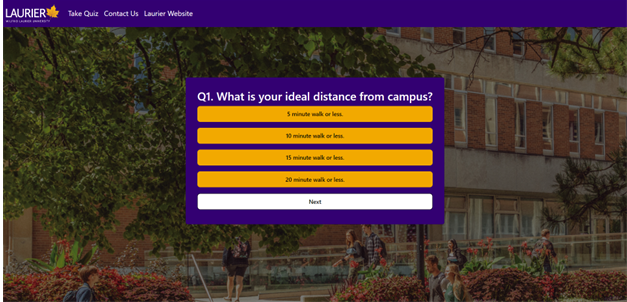 LAURIER
WILFRID LAURIER UNIVERSITY
Take Quiz Contact Us Laurier Website
Q1. What is your ideal distance from campus?
5 minute walk or less.
10 minute walk or less.
15 minute walk or less.
20 minute walk or less.
Next